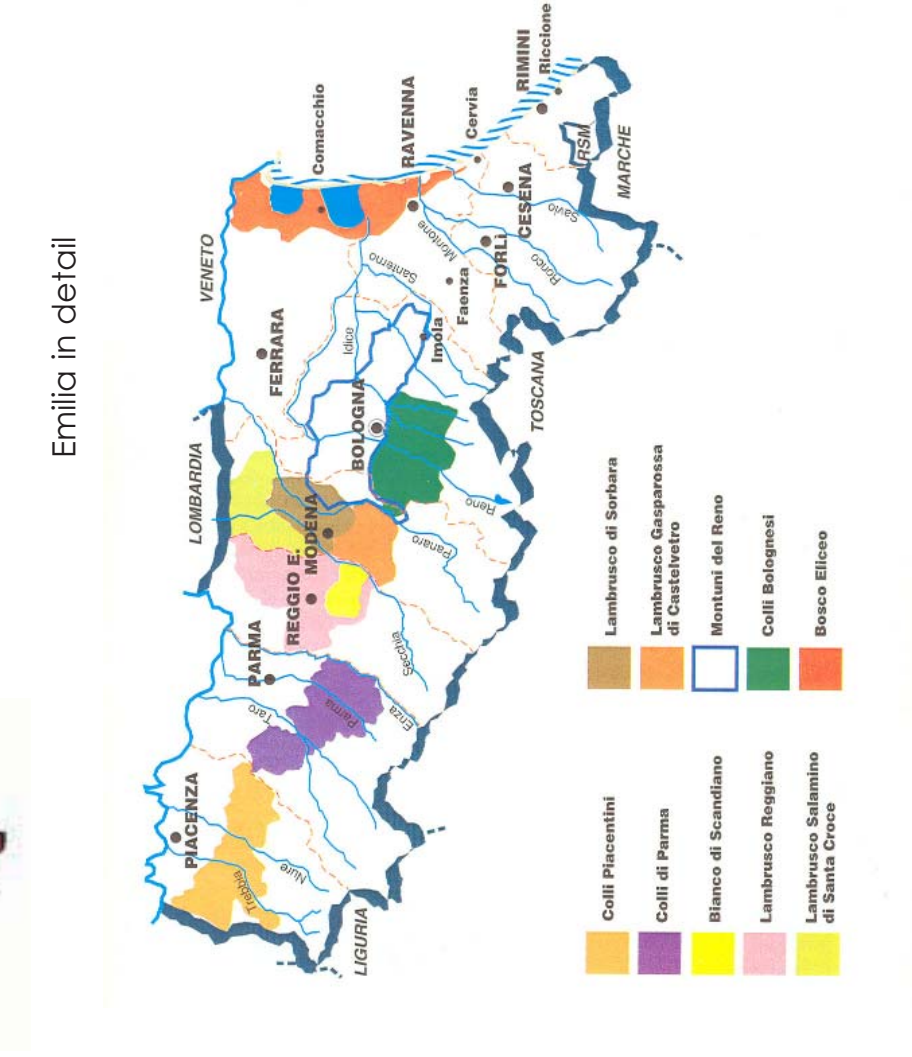 Emilia in detail
VENETO
LOMBARDIA
LIGURIA
TOSCANA
MARCHE
RSM
PIACENZA
PARMA
REGGIO E.
MODENA
BOLOGNA
FERRARA
Comacchio
RAVENNA
Cervia
RIMINI
Riccione
CESENA
FORLÌ
Faenza
Imola
Trebbia
Nure
Taro
Parma
Enza
Secchia
Panaro
Reno
Idice
Santerno
Montone
Ronco
Savio
Colli Piacentini
Colli di Parma
Bianco di Scandiano
Lambrusco Reggiano
Lambrusco Salamino
di Santa Croce
Lambrusco di Sorbara
Lambrusco Gasparossa
di Castelvetro
Montuni del Reno
Colli Bolognesi
Bosco Eliceo